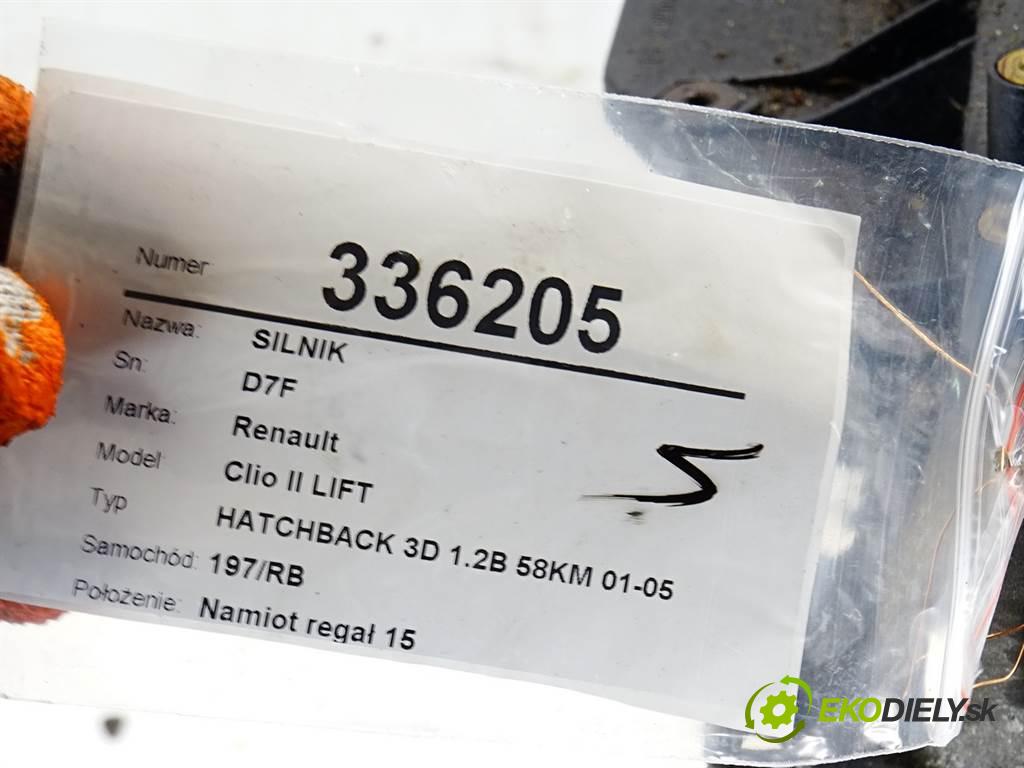 Numer: 336205
Nazwa: SILNIK
Sn: D7F
Marka: Renault
Model Clio II LIFT
Typ HATCHBACK 3D 1.2B 58KM 01-05
Samochód: 197/RB
Położenie: Namiot regał 15
EKODIELY.sk